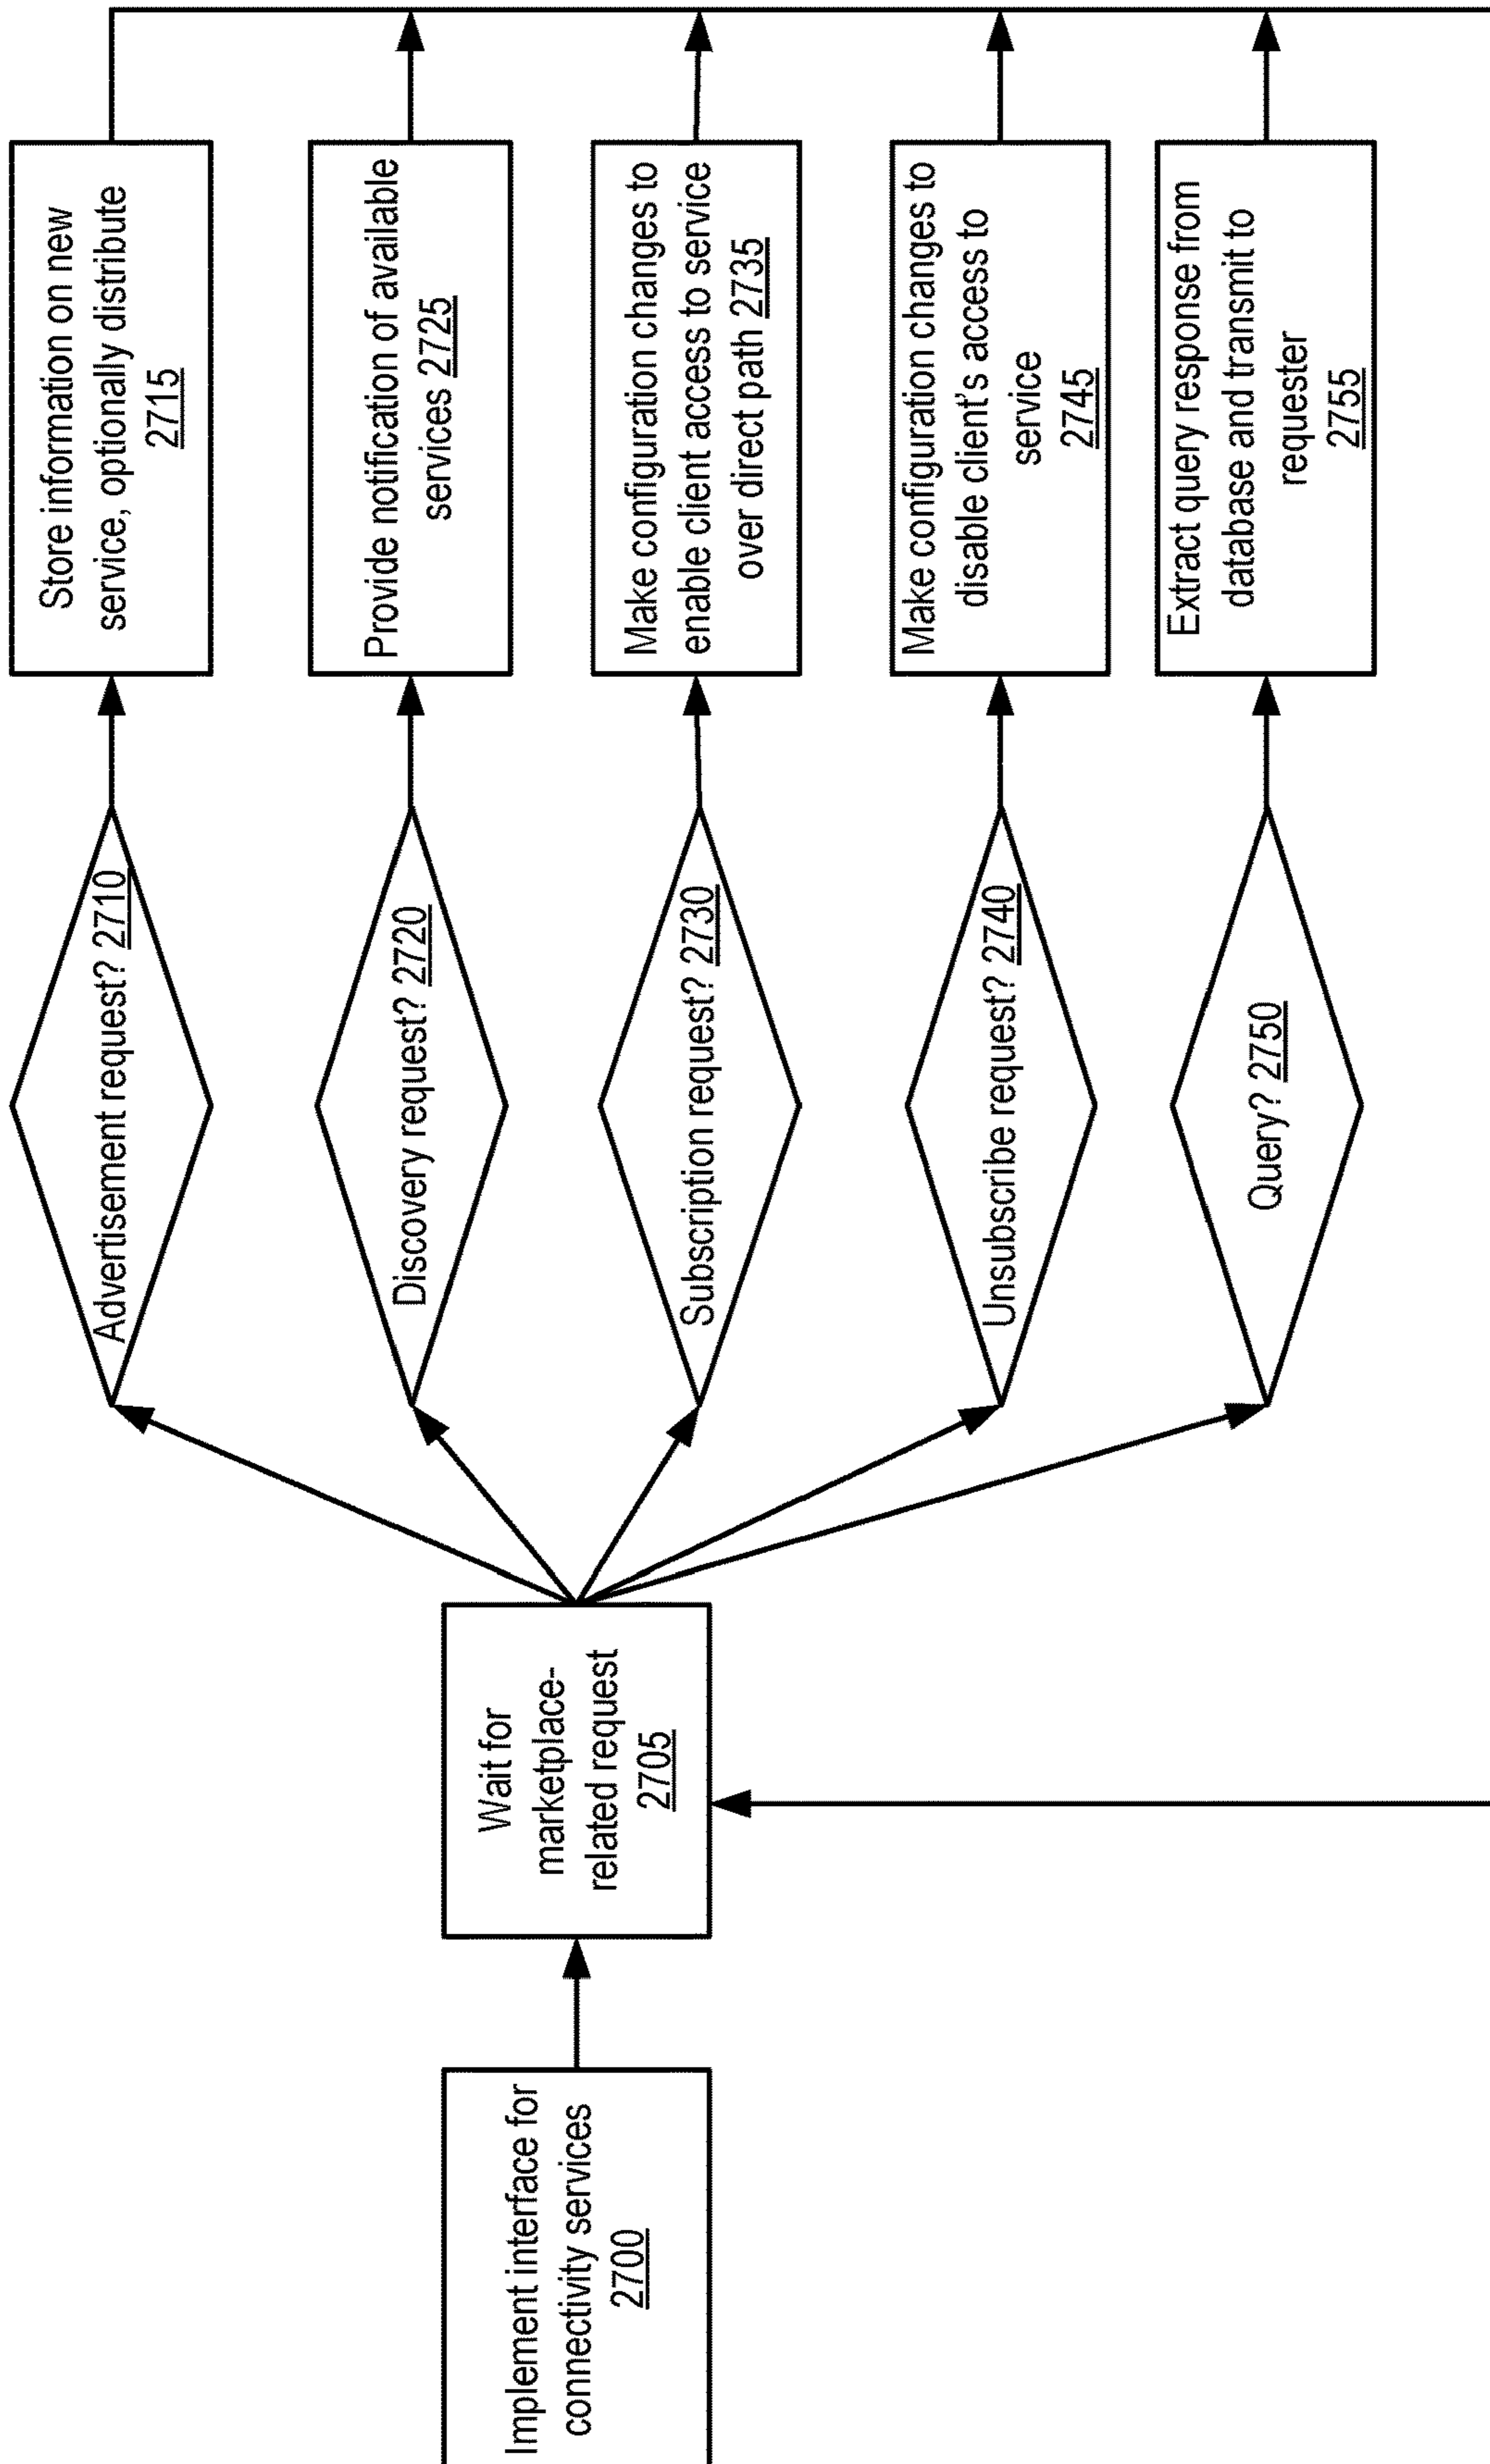 Implement interface for
connectivity services
2700
Wait for
marketplace-
related request
2705
Advertisement request? 2710
Store information on new
service, optionally distribute
2715
Discovery request? 2720
Provide notification of available
services 2725
Subscription request? 2730
Make configuration changes to
enable client access to service
over direct path 2735
Unsubscribe request? 2740
Make configuration changes to
disable client's access to
service
2745
Query? 2750
Extract query response from
database and transmit to
requester
2755